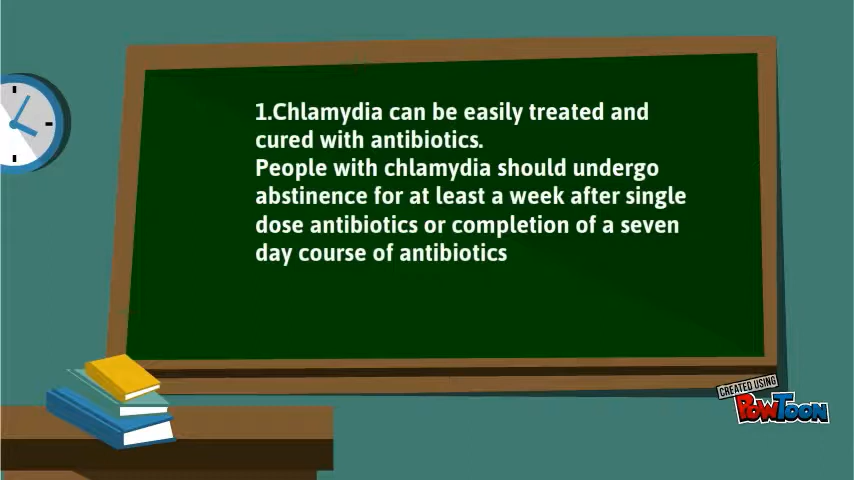 1.Chlamydia can be easily treated and
cured with antibiotics.
People with chlamydia should undergo
abstinence for at least a week after single
dose antibiotics or completion of a seven
day course of antibiotics
CREATED USING
POWTOON